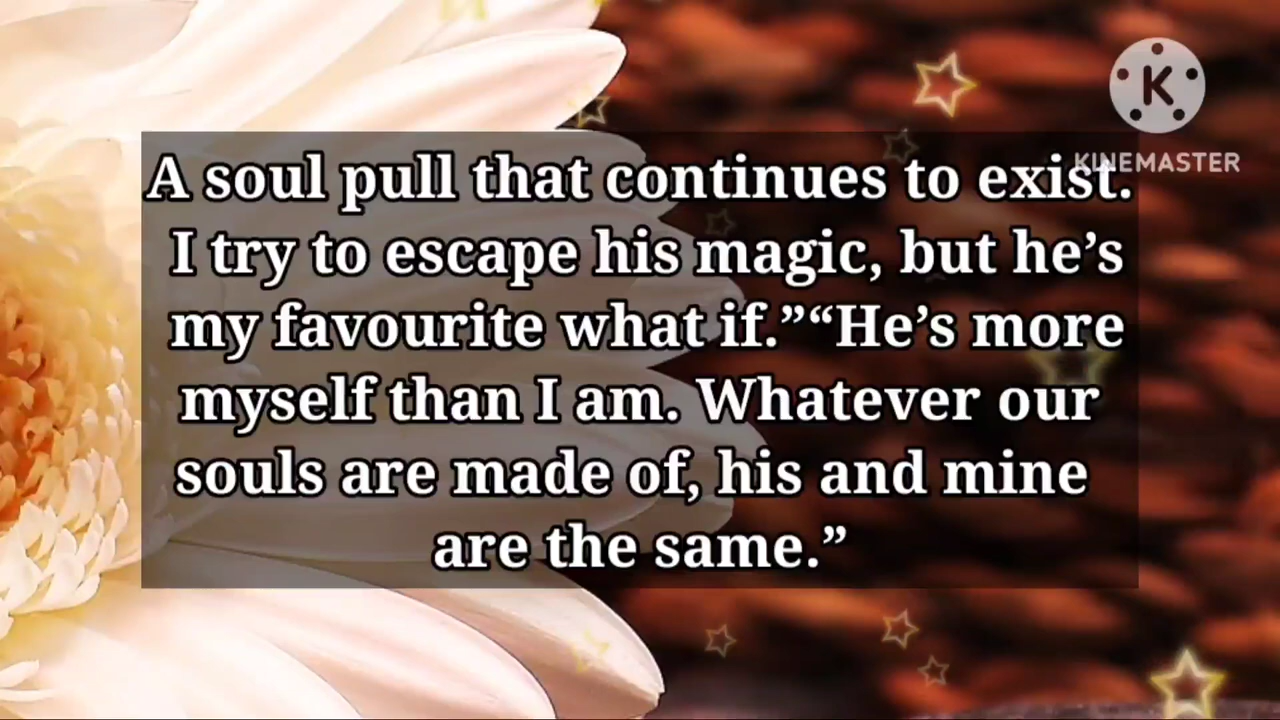 A soul pull that continues to exist.
I try to escape his magic, but he’s
my favourite what if.”“He’s more
myself than I am. Whatever our
souls are made of, his and mine
are the same.”
K
KINEMASTER